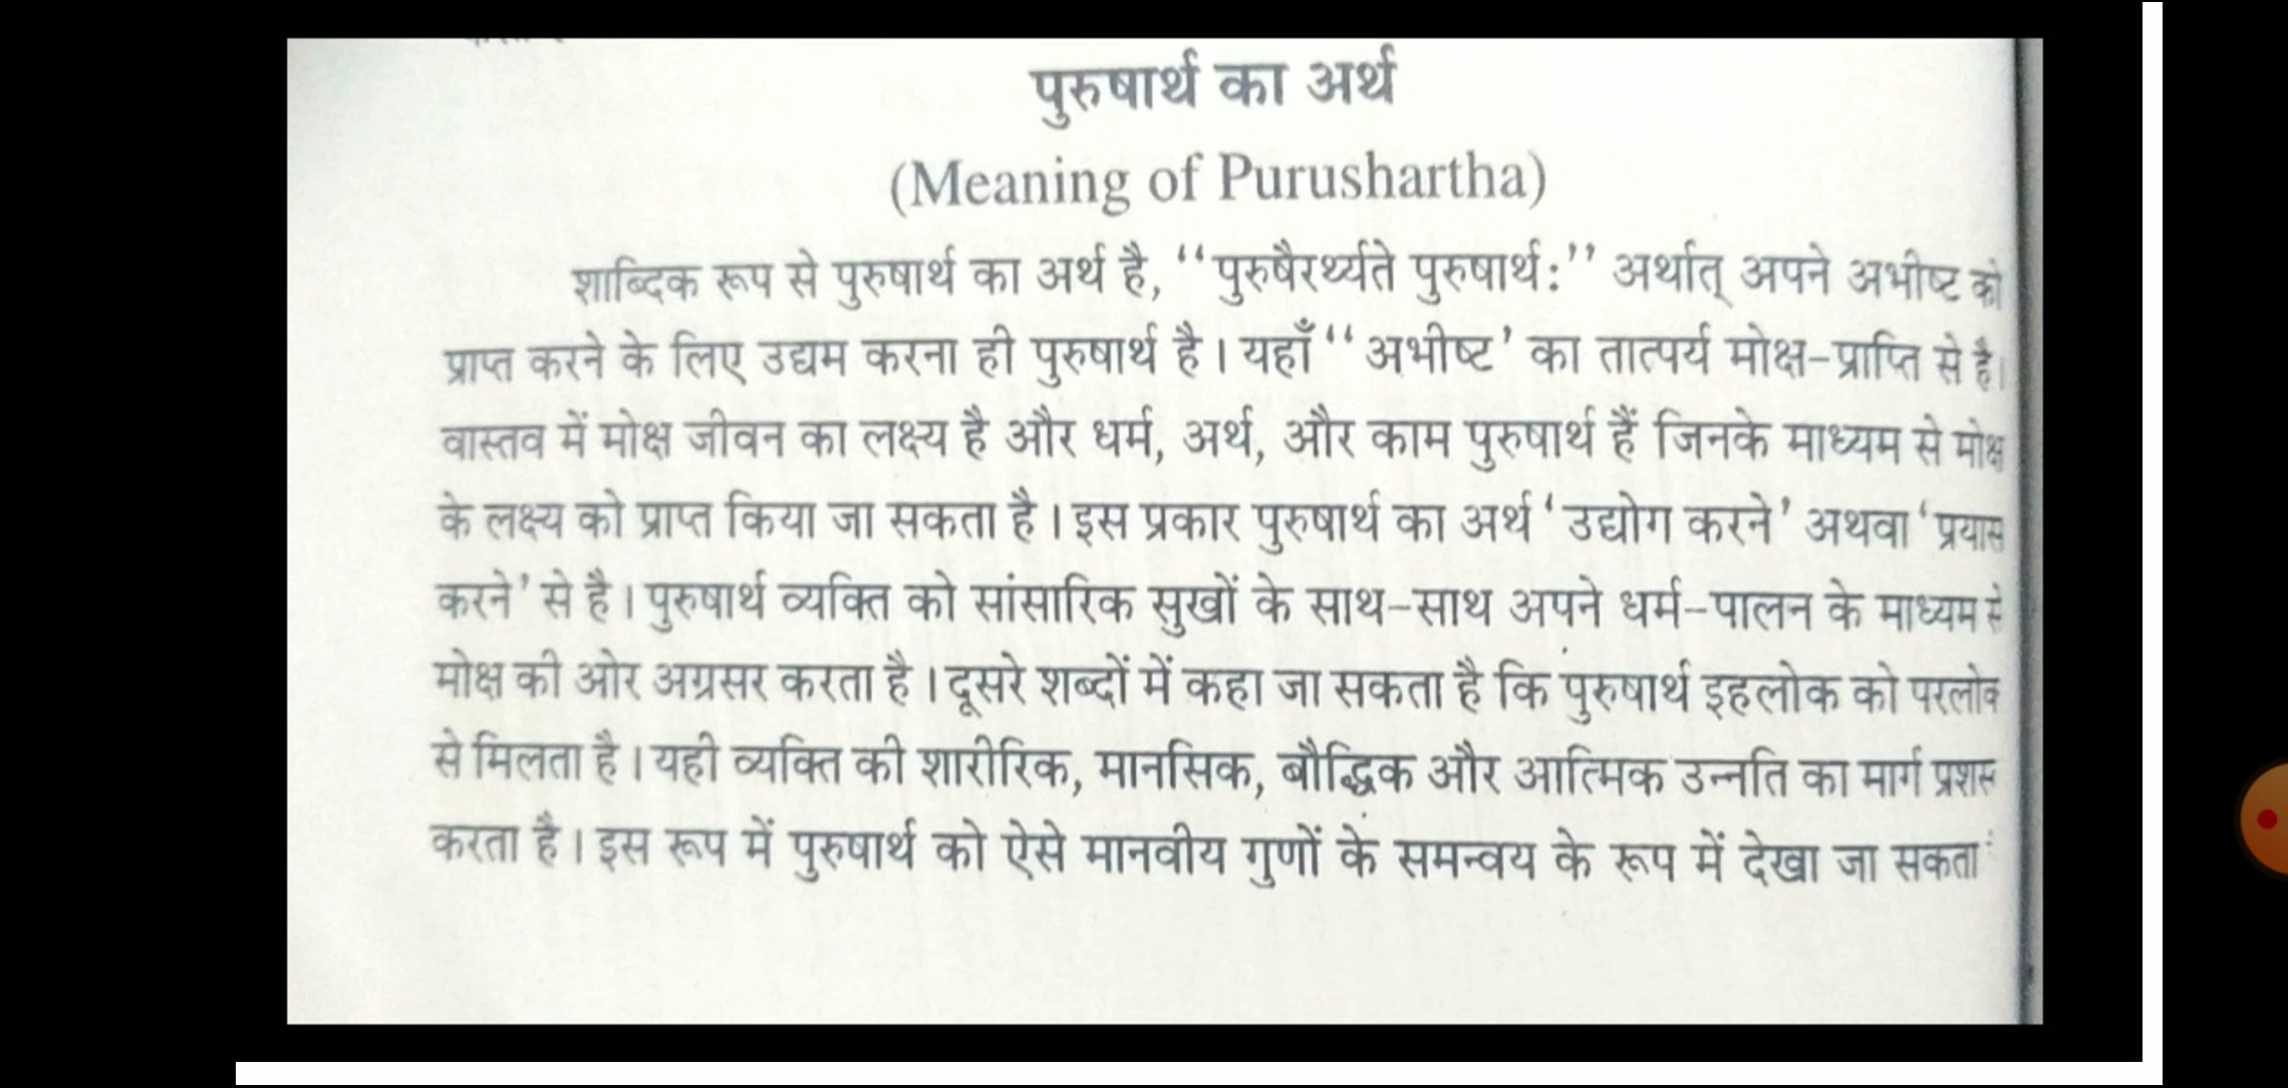 पुरुषार्थ का अर्थ
(Meaning of Purushartha)
शाब्दिक रूप से पुरुषार्थ का अर्थ है, ‘‘पुरुषैरर्थ्यते पुरुषार्थ:’’ अर्थात् अपने अभीष्ट को
प्राप्त करने के लिए उद्यम करना ही पुरुषार्थ है। यहाँ ‘‘अभीष्ट’ का तात्पर्य मोक्ष-प्राप्ति से है।
वास्तव में मोक्ष जीवन का लक्ष्य है और धर्म, अर्थ, और काम पुरुषार्थ हैं जिनके माध्यम से मोक्ष
के लक्ष्य को प्राप्त किया जा सकता है। इस प्रकार पुरुषार्थ का अर्थ ‘उद्योग करने’ अथवा ‘प्रयास
करने’ से है। पुरुषार्थ व्यक्ति को सांसारिक सुखों के साथ-साथ अपने धर्म-पालन के माध्यम से
मोक्ष की ओर अग्रसर करता है। दूसरे शब्दों में कहा जा सकता है कि पुरुषार्थ इहलोक को परलोक
से मिलता है। यही व्यक्ति की शारीरिक, मानसिक, बौद्धिक और आत्मिक उन्नति का मार्ग
करता है। इस रूप में पुरुषार्थ को ऐसे मानवीय गुणों के समन्वय के रूप में देखा जा सकता